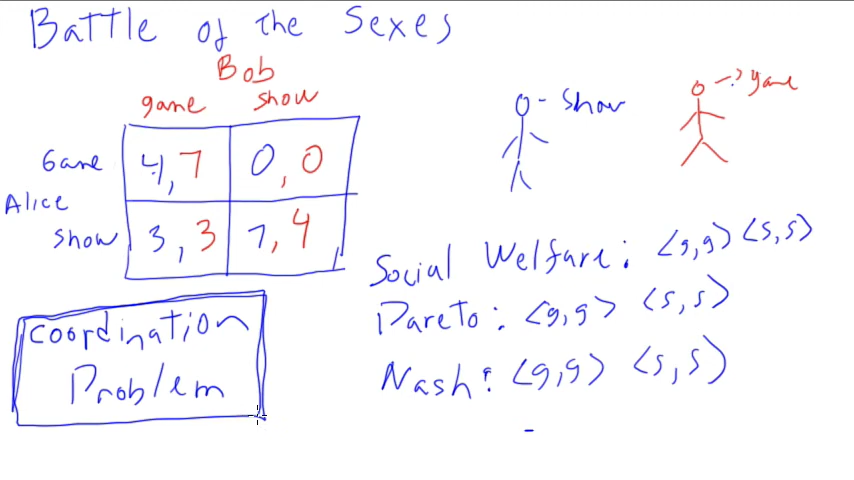 Battle of the Sexes
Bob
game show
Game 4, 7 0, 0
Alice
show 3, 3 7, 4
show
game
Social Welfare: <g,g> <s,s>
Pareto: <g,g> <s,s>
Nash: <g,g> <s,s>
Coordination
Problem